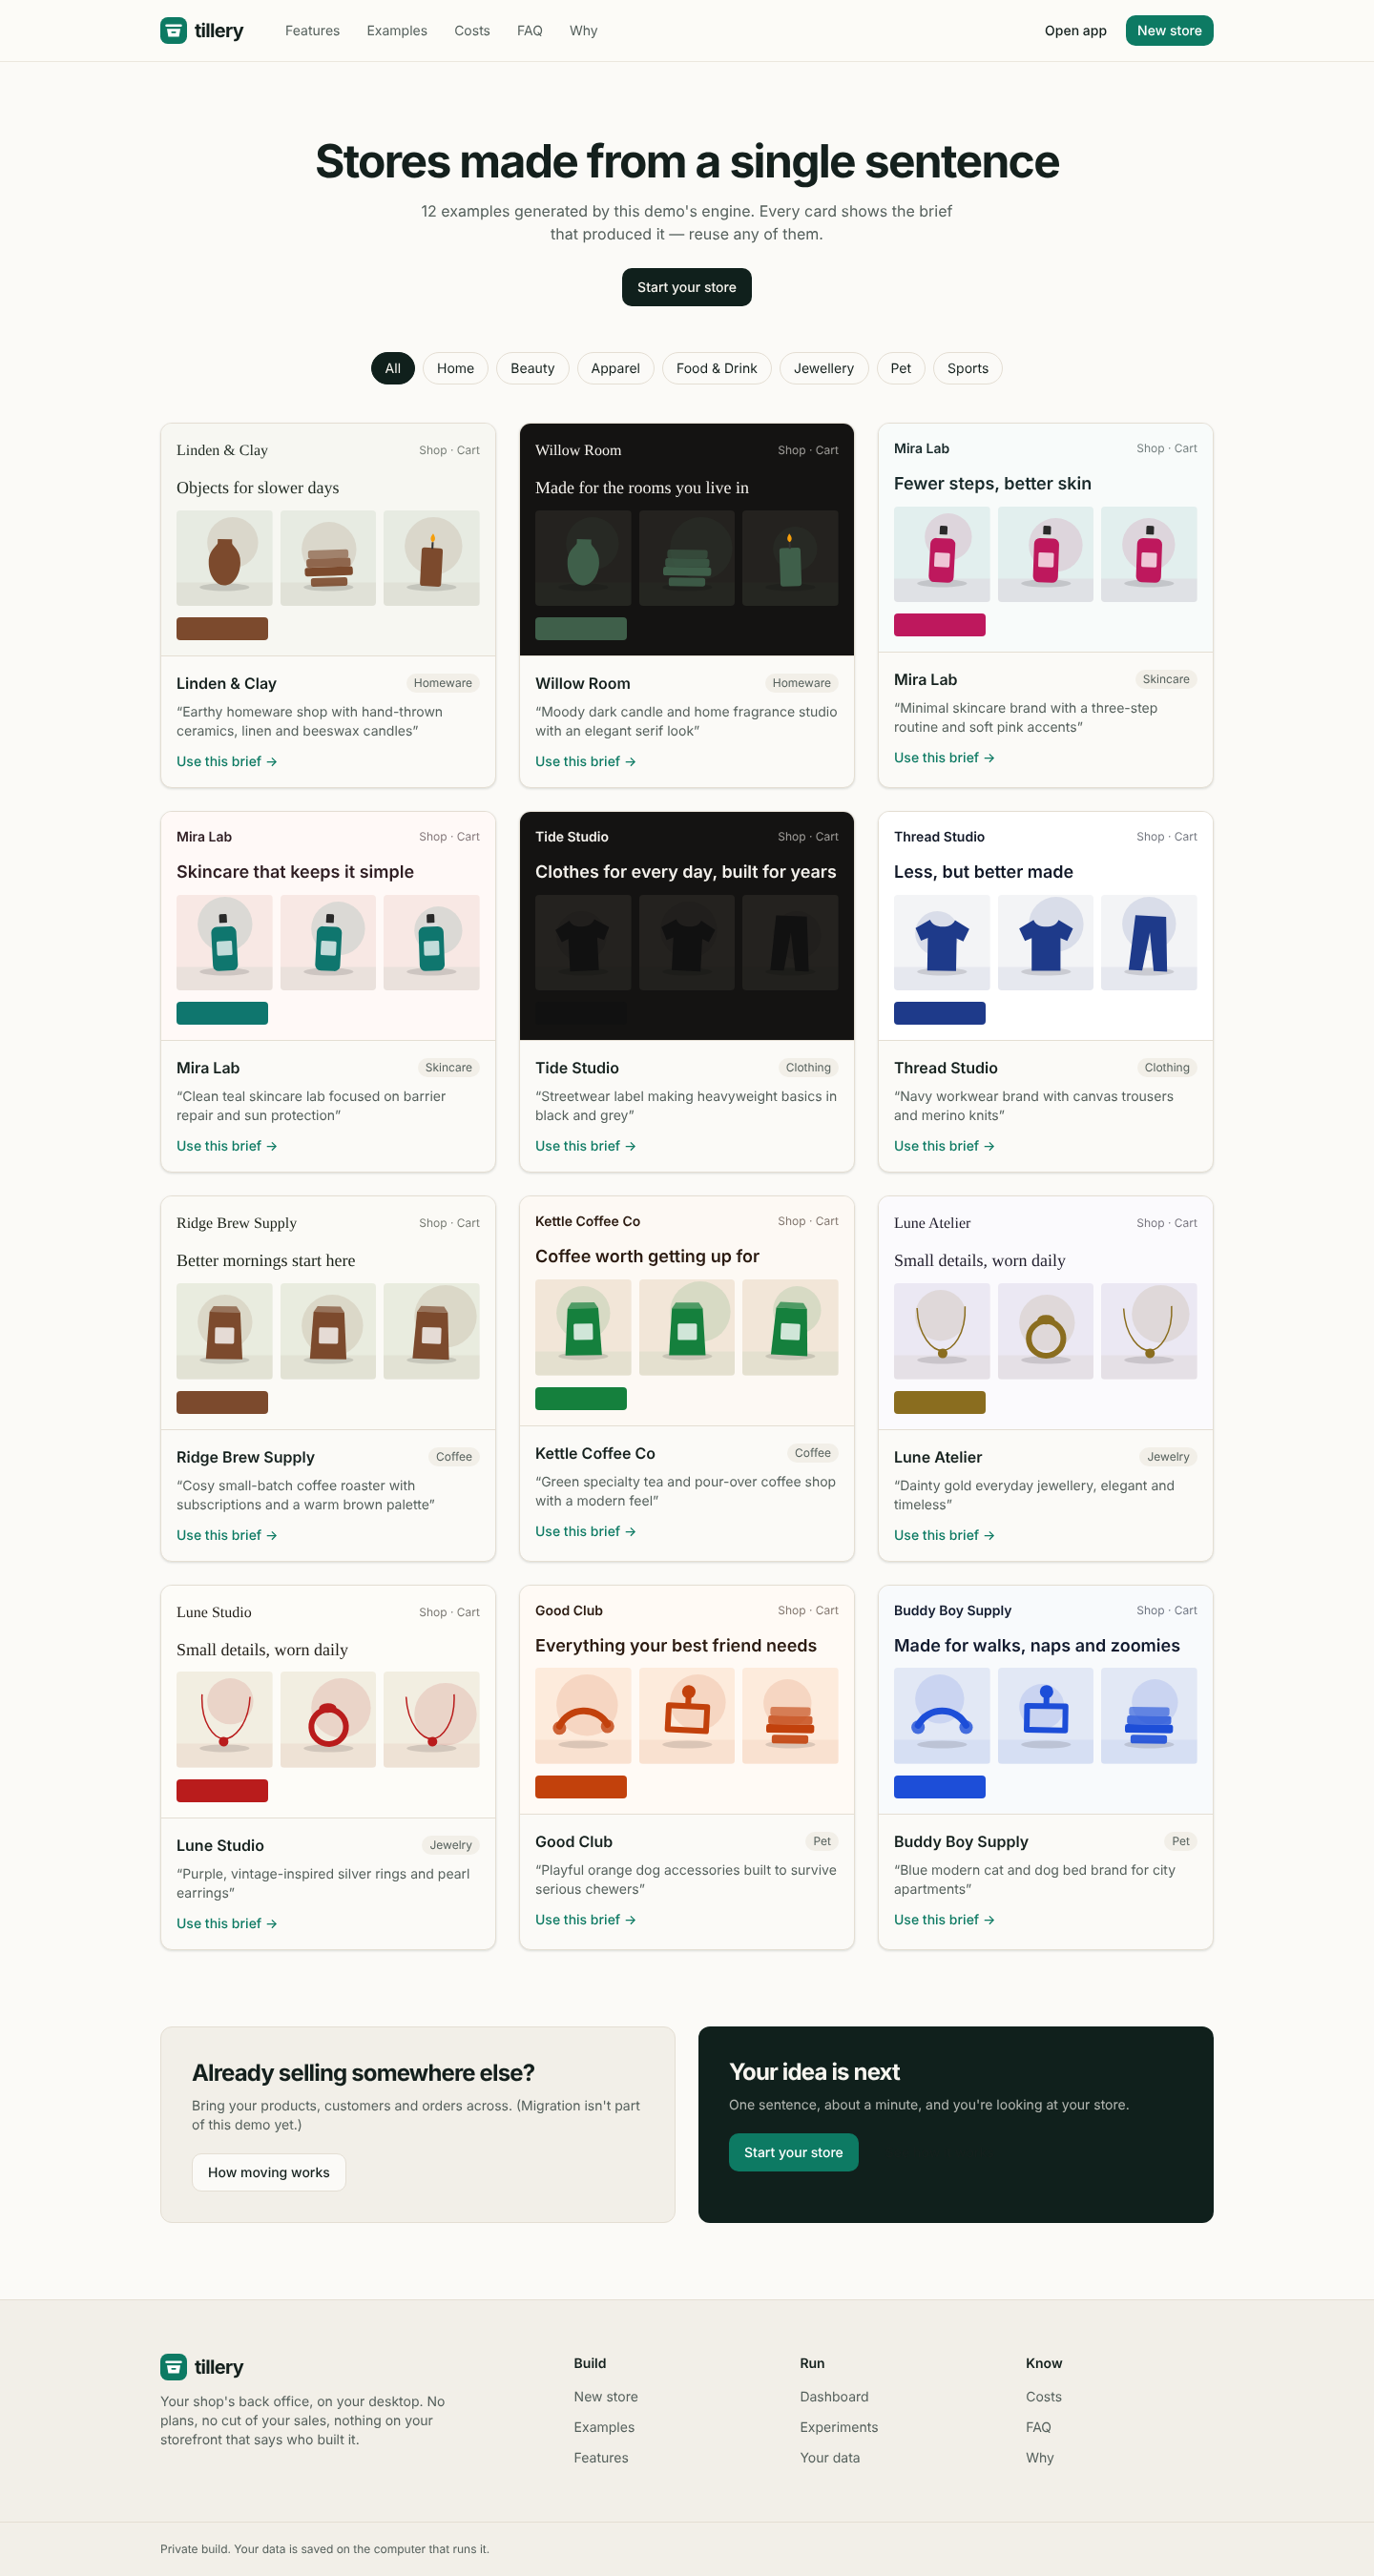 tillery
Features
Examples
Costs
FAQ
Why
Open app
New store
Stores made from a single sentence
12 examples generated by this demo's engine. Every card shows the brief
that produced it — reuse any of them.
Start your store
All
Home
Beauty
Apparel
Food & Drink
Jewellery
Pet
Sports
Linden & Clay
Shop · Cart
Objects for slower days
Linden & Clay
Homeware
“Earthy homeware shop with hand-thrown
ceramics, linen and beeswax candles”
Use this brief →
Willow Room
Shop · Cart
Made for the rooms you live in
Willow Room
Homeware
“Moody dark candle and home fragrance studio
with an elegant serif look”
Use this brief →
Mira Lab
Shop · Cart
Fewer steps, better skin
Mira Lab
Skincare
“Minimal skincare brand with a three-step
routine and soft pink accents”
Use this brief →
Mira Lab
Shop · Cart
Skincare that keeps it simple
Mira Lab
Skincare
“Clean teal skincare lab focused on barrier
repair and sun protection”
Use this brief →
Tide Studio
Shop · Cart
Clothes for every day, built for years
Tide Studio
Clothing
“Streetwear label making heavyweight basics in
black and grey”
Use this brief →
Thread Studio
Shop · Cart
Less, but better made
Thread Studio
Clothing
“Navy workwear brand with canvas trousers
and merino knits”
Use this brief →
Ridge Brew Supply
Shop · Cart
Better mornings start here
Ridge Brew Supply
Coffee
“Cosy small-batch coffee roaster with
subscriptions and a warm brown palette”
Use this brief →
Kettle Coffee Co
Shop · Cart
Coffee worth getting up for
Kettle Coffee Co
Coffee
“Green specialty tea and pour-over coffee shop
with a modern feel”
Use this brief →
Lune Atelier
Shop · Cart
Small details, worn daily
Lune Atelier
Jewelry
“Dainty gold everyday jewellery, elegant and
timeless”
Use this brief →
Lune Studio
Shop · Cart
Small details, worn daily
Lune Studio
Jewelry
“Purple, vintage-inspired silver rings and pearl
earrings”
Use this brief →
Good Club
Shop · Cart
Everything your best friend needs
Good Club
Pet
“Playful orange dog accessories built to survive
serious chewers”
Use this brief →
Buddy Boy Supply
Shop · Cart
Made for walks, naps and zoomies
Buddy Boy Supply
Pet
“Blue modern cat and dog bed brand for city
apartments”
Use this brief →
Already selling somewhere else?
Bring your products, customers and orders across. (Migration isn't part
of this demo yet.)
How moving works
Your idea is next
One sentence, about a minute, and you're looking at your store.
Start your store
tillery
Your shop's back office, on your desktop. No
plans, no cut of your sales, nothing on your
storefront that says who built it.
Build
New store
Examples
Features
Run
Dashboard
Experiments
Your data
Know
Costs
FAQ
Why
Private build. Your data is saved on the computer that runs it.